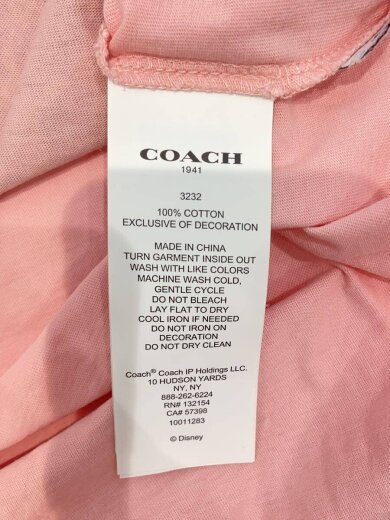 COACH
1941
3232
100% COTTON
EXCLUSIVE OF DECORATION
MADE IN CHINA
TURN GARMENT INSIDE OUT
WASH WITH LIKE COLORS
MACHINE WASH COLD,
GENTLE CYCLE
DO NOT BLEACH
LAY FLAT TO DRY
COOL IRON IF NEEDED
DO NOT IRON ON
DECORATION
DO NOT DRY CLEAN
Coach® Coach IP Holdings LLC.
10 HUDSON YARDS
NY, NY
888-262-6224
RN# 132154
CA# 57398
10011283
© Disney